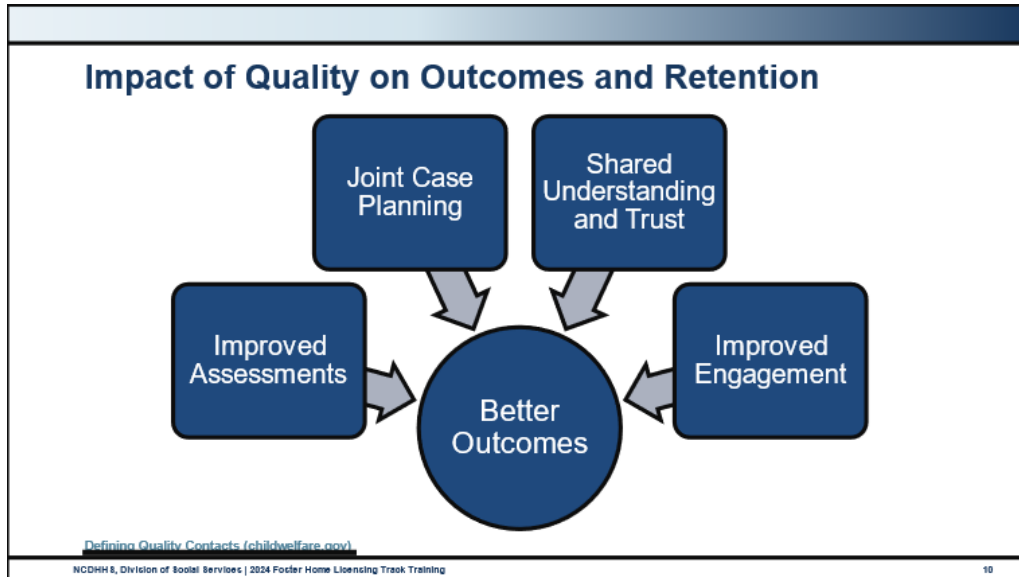 Impact of Quality on Outcomes and Retention
Joint Case
Planning
Shared
Understanding
and Trust
Improved
Assessments
Improved
Engagement
Better
Outcomes
Defining Quality Contacts (childwelfare.gov)
NCDHHS, Division of Social Services | 2024 Foster Home Licensing Track Training
10